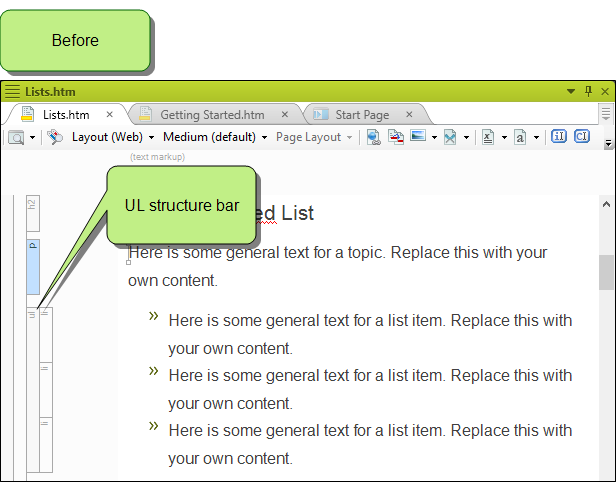 Before
Lists.htm
Lists.htm
Getting Started.htm
Start Page
Layout (Web)
Medium (default)
Page Layout
(text markup)
h2
UL structure bar
ed List
p
Here is some general text for a topic. Replace this with your
own content.
ul
li
Here is some general text for a list item. Replace this with
your own content.
li
Here is some general text for a list item. Replace this with
your own content.
li
Here is some general text for a list item. Replace this with
your own content.